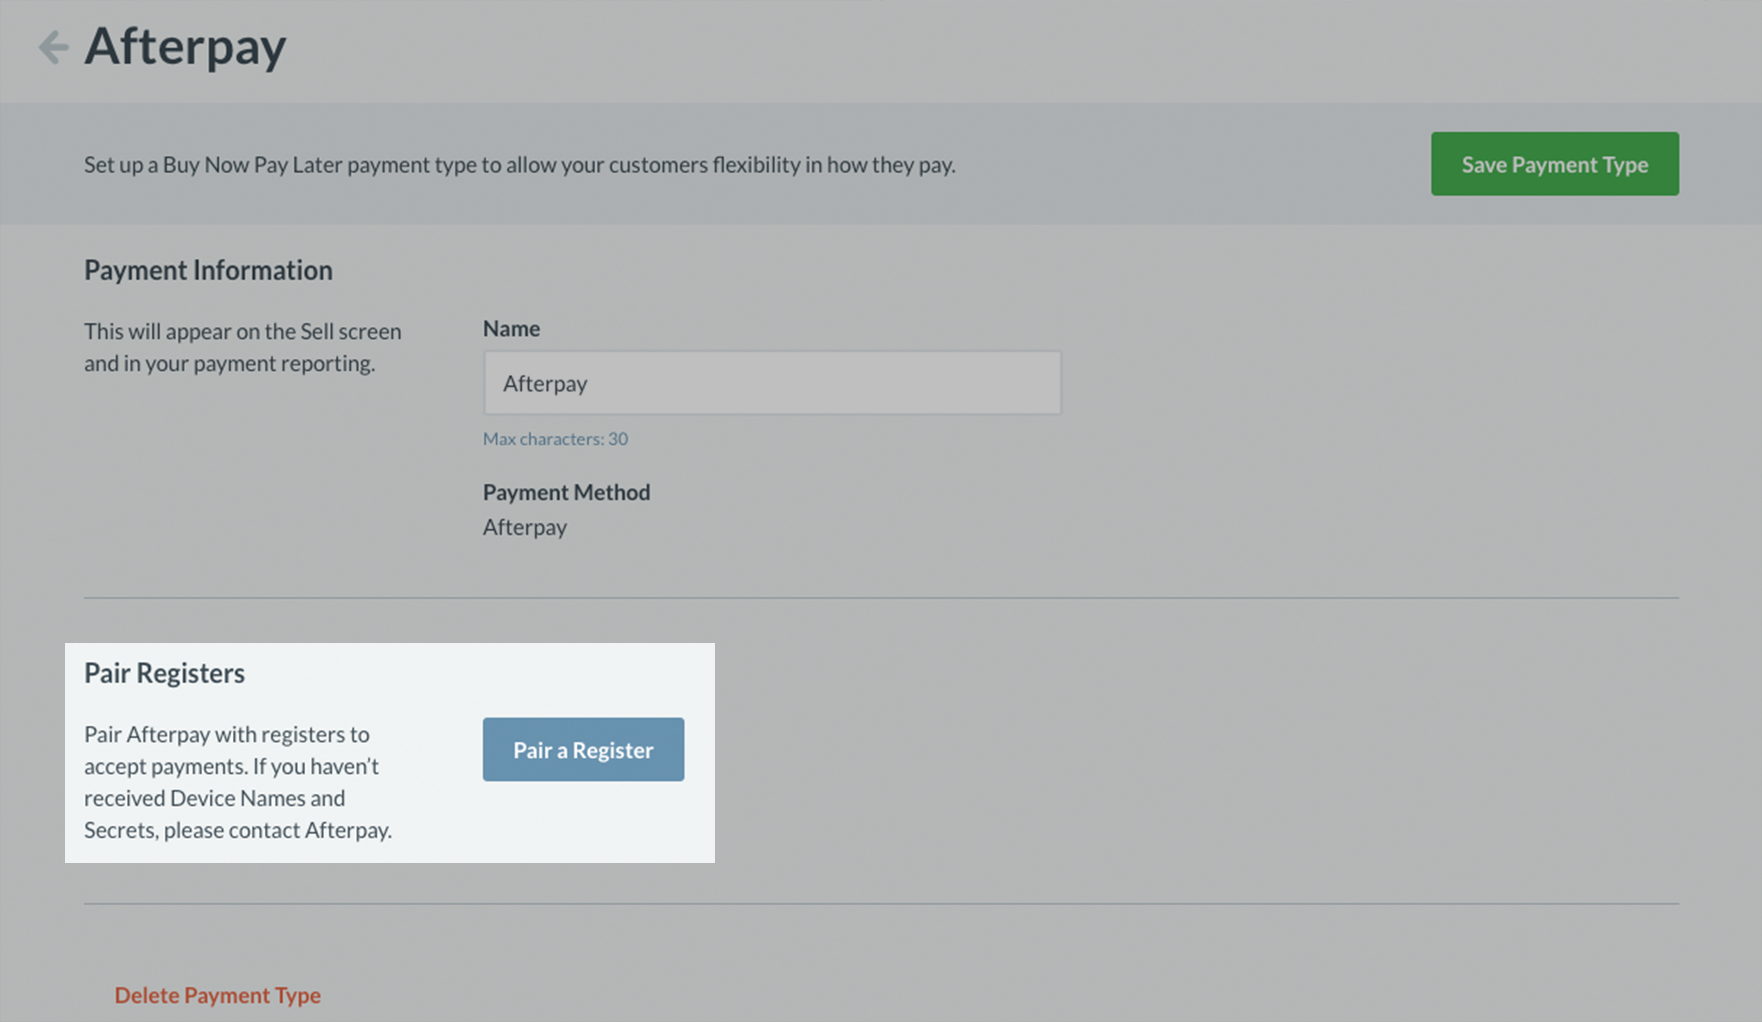 Afterpay
Set up a Buy Now Pay Later payment type to allow your customers flexibility in how they pay.
Save Payment Type
Payment Information
This will appear on the Sell screen
and in your payment reporting.
Name
Afterpay
Max characters: 30
Payment Method
Afterpay
Pair Registers
Pair Afterpay with registers to
accept payments. If you haven’t
received Device Names and
Secrets, please contact Afterpay.
Pair a Register
Delete Payment Type